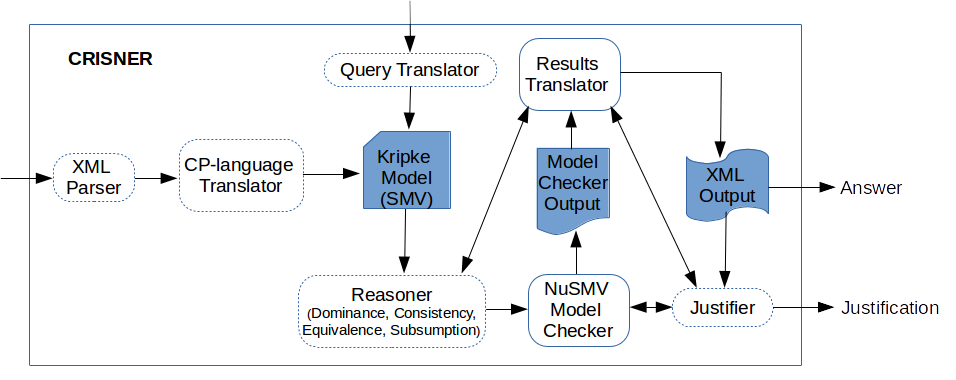 CRISNER
Query Translator
Results
Translator
XML
Parser
CP-language
Translator
Kripke
Model
(SMV)
Model
Checker
Output
XML
Output
Answer
Reasoner
(Dominance, Consistency,
Equivalence, Subsumption)
NuSMV
Model
Checker
Justifier
Justification